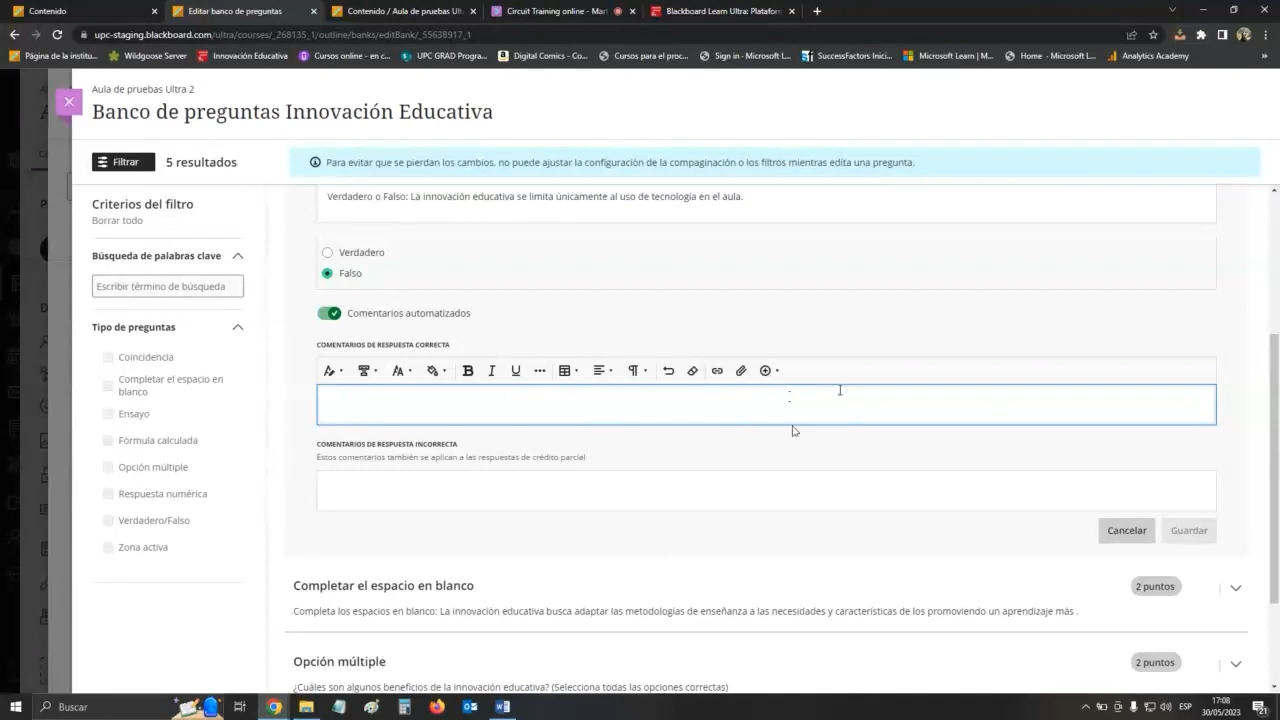 Contenido
Editar banco de preguntas
Contenido / Aula de pruebas Ult
Circuit Training online - Mar
Blackboard Learn Ultra: Platafor
upc-staging.blackboard.com/ultra/courses/_268135_1/outline/banks/editBank/_55638917_1
Página de la institu...
Wildgoose Server
Innovación Educativa
Cursos online - en c...
UPC GRAD Progra...
Digital Comics - Co...
Cursos para el proc...
Sign in - Microsoft L...
SuccessFactors Inici...
Microsoft Learn | M...
Home - Microsoft L...
Analytics Academy
Aula de pruebas Ultra 2
Banco de preguntas Innovación Educativa
Filtrar
5 resultados
Para evitar que se pierdan los cambios, no puede ajustar la configuración de la compaginación o los filtros mientras edita una pregunta.
Criterios del filtro
Borrar todo
Búsqueda de palabras clave
Escribir término de búsqueda
Tipo de preguntas
Coincidencia
Completar el espacio en
blanco
Ensayo
Fórmula calculada
Opción múltiple
Respuesta numérica
Verdadero/Falso
Zona activa
Verdadero o Falso: La innovación educativa se limita únicamente al uso de tecnología en el aula.
Verdadero
Falso
Comentarios automatizados
COMENTARIOS DE RESPUESTA CORRECTA
COMENTARIOS DE RESPUESTA INCORRECTA
Estos comentarios también se aplican a las respuestas de crédito parcial
Cancelar
Guardar
Completar el espacio en blanco
2 puntos
Completa los espacios en blanco: La innovación educativa busca adaptar las metodologías de enseñanza a las necesidades y características de los promoviendo un aprendizaje más .
Opción múltiple
2 puntos
¿Cuáles son algunos beneficios de la innovación educativa? (Selecciona todas las opciones correctas)
Buscar
ESP
17:08
30/05/2023
21